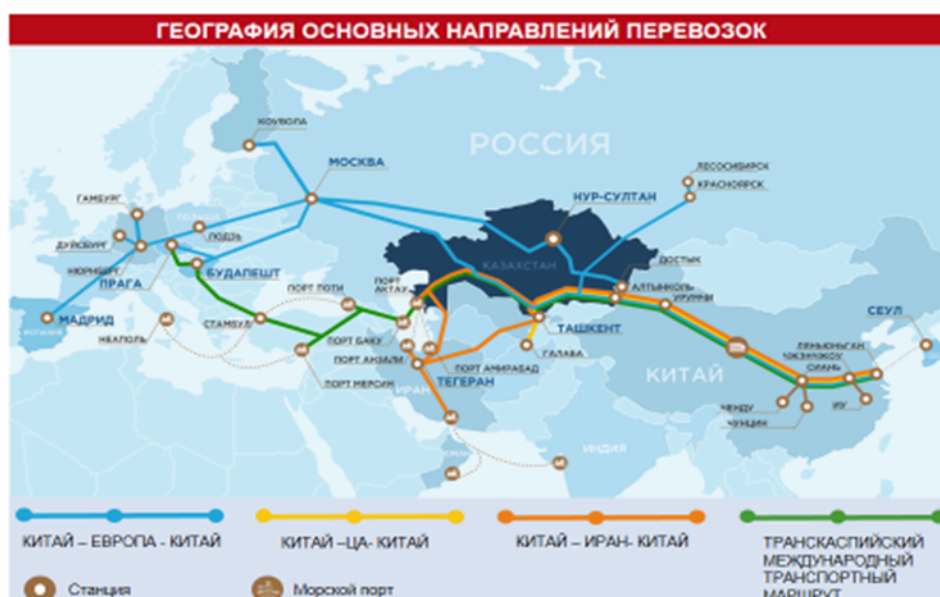 ГЕОГРАФИЯ ОСНОВНЫХ НАПРАВЛЕНИЙ ПЕРЕВОЗОК
КОУВОЛА
РОССИЯ
МОСКВА
ЛЕСОСИБИРСК
КРАСНОЯРСК
ГАМБУРГ
НУР-СУЛТАН
ПОЛЬША
ЛОДЗЬ
ДУЙСБУРГ
НЮРНБЕРГ
БУДАПЕШТ
ПРАГА
КАЗАХСТАН
ДОСТЫК
АЛТЫНКОЛЬ
УРУМЧИ
ПОРТ ПОТИ
ПОРТ
АКТАУ
СЕУЛ
МАДРИД
СТАМБУЛ
НЕАПОЛЬ
ПОРТ БАКУ
ТАШКЕНТ
ГАЛАБА
ПОРТ АНЗАЛИ
ПОРТ АМИРАБАД
ЛЯНЬЮНЬГАН
СИАНЬ
КИТАЙ
ПОРТ МЕРСИН
ИРАН
ТЕГЕРАН
ЧЕНДУ
ИУ
ЧУНЦИН
ИНДИЯ
ОМАН
КИТАЙ – ЕВРОПА - КИТАЙ
КИТАЙ –ЦА- КИТАЙ
КИТАЙ – ИРАН- КИТАЙ
ТРАНСКАСПИЙСКИЙ
МЕЖДУНАРОДНЫЙ
ТРАНСПОРТНЫЙ
МАРШРУТ
Станция
Морской порт